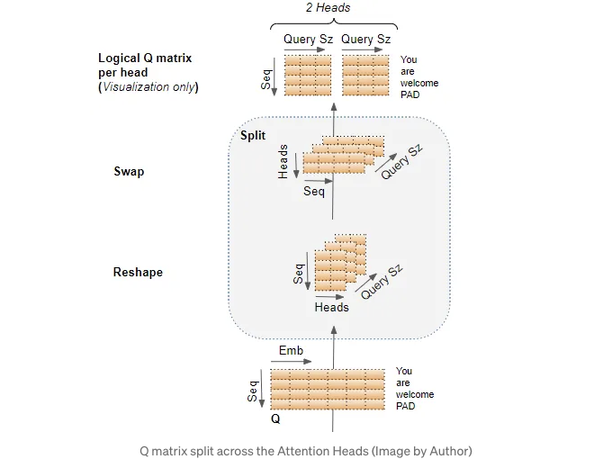 2 Heads
Query Sz
Query Sz
Logical Q matrix
per head
(Visualization only)
Seq
You
are
welcome
PAD
Split
Swap
Heads
Seq
Query Sz
Reshape
Seq
Heads
Query Sz
Emb
Seq
Q
You
are
welcome
PAD
Q matrix split across the Attention Heads (Image by Author)